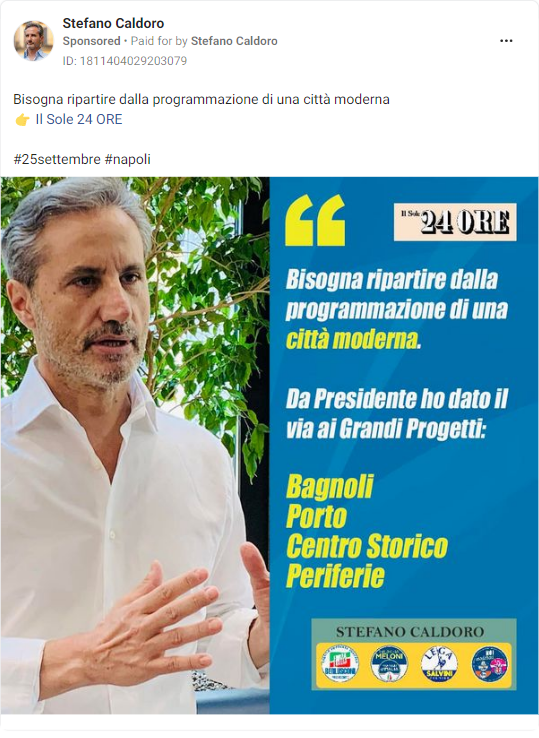 Stefano Caldoro
Sponsored • Paid for by Stefano Caldoro
ID: 1811404029203079
Bisogna ripartire dalla programmazione di una città moderna
👉 Il Sole 24 ORE
#25settembre #napoli
Il Sole 24 ORE
Bisogna ripartire dalla
programmazione di una
città moderna.
Da Presidente ho dato il
via ai Grandi Progetti:
Bagnoli
Porto
Centro Storico
Periferie
STEFANO CALDORO
MELONI
LEGA
SALVINI